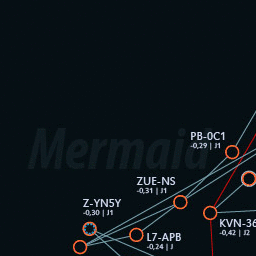 PB-0C1
-0,29 | J1
Mermaid
ZUE-NS
-0,31 | J1
Z-YN5Y
-0,30 | J1
KVN-36
-0,42 | J2
L7-APB
-0,24 | J